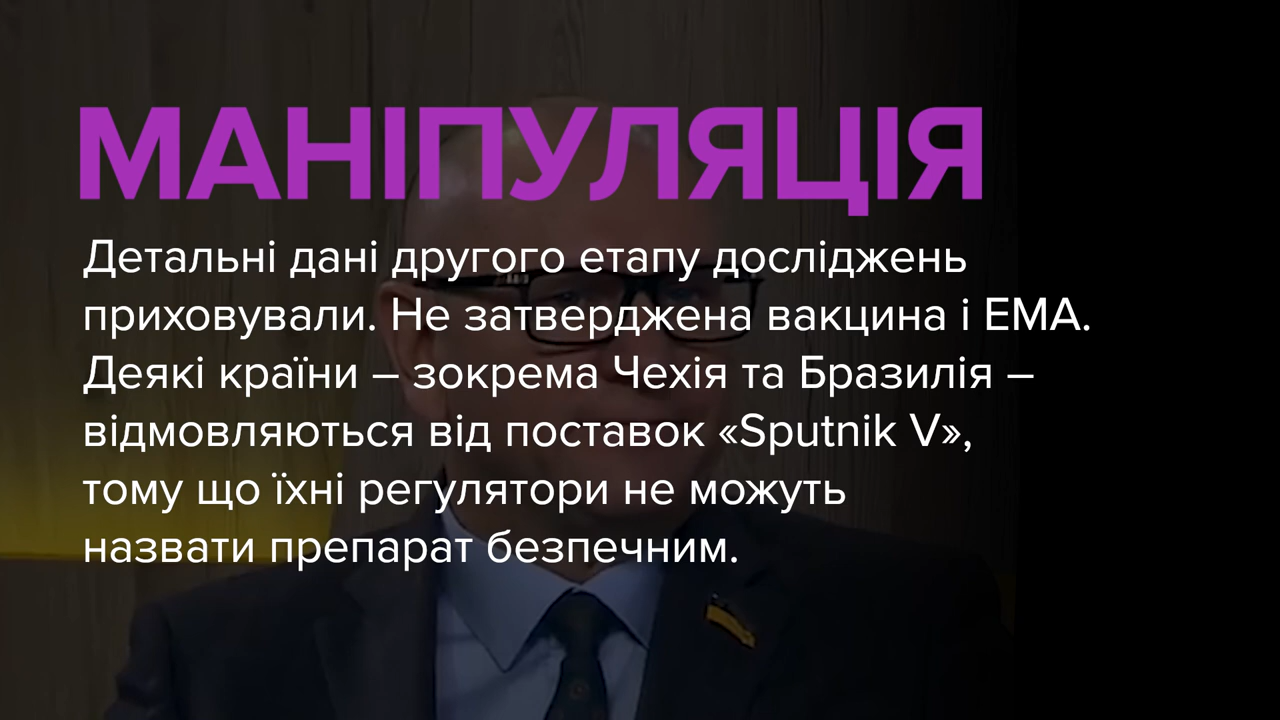 МАНІПУЛЯЦІЯ
Детальні дані другого етапу досліджень
приховували. Не затверджена вакцина і ЕМА.
Деякі країни – зокрема Чехія та Бразилія –
відмовляються від поставок «Sputnik V»,
тому що їхні регулятори не можуть
назвати препарат безпечним.